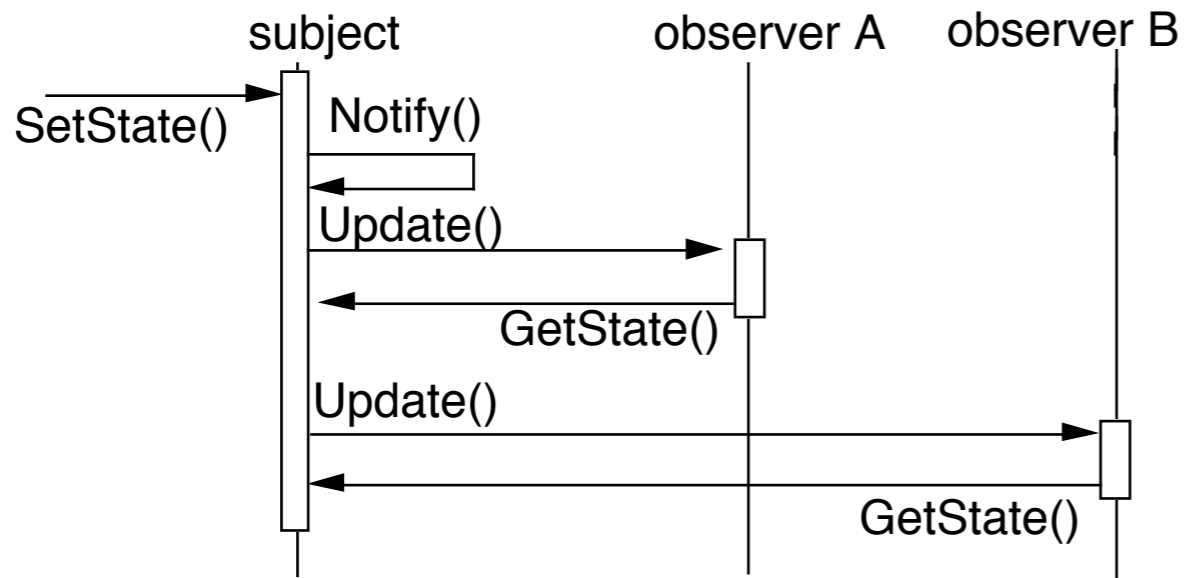 subject
observer A
observer B
SetState()
Notify()
Update()
GetState()
Update()
GetState()